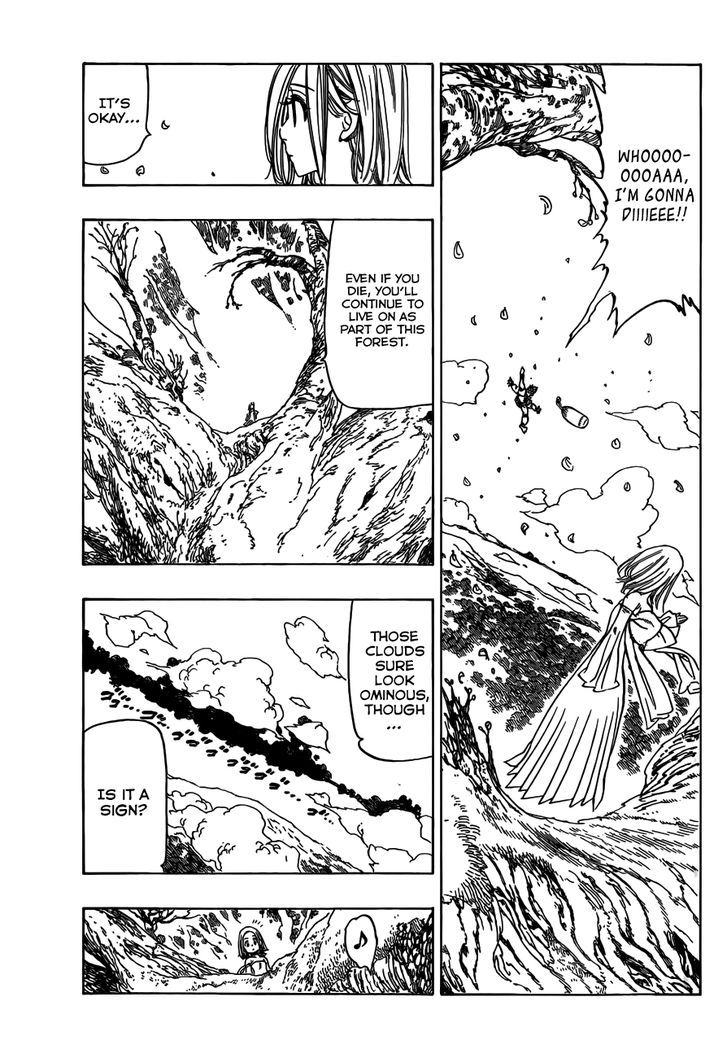 WHOOOO-
OOOAAA,
I'M GONNA
DIIIIEEE!!
IT'S
OKAY...
EVEN IF YOU
DIE, YOU'LL
CONTINUE TO
LIVE ON AS
PART OF THIS
FOREST.
THOSE
CLOUDS
SURE
LOOK
OMINOUS,
THOUGH
...
IS IT A
SIGN?
♪